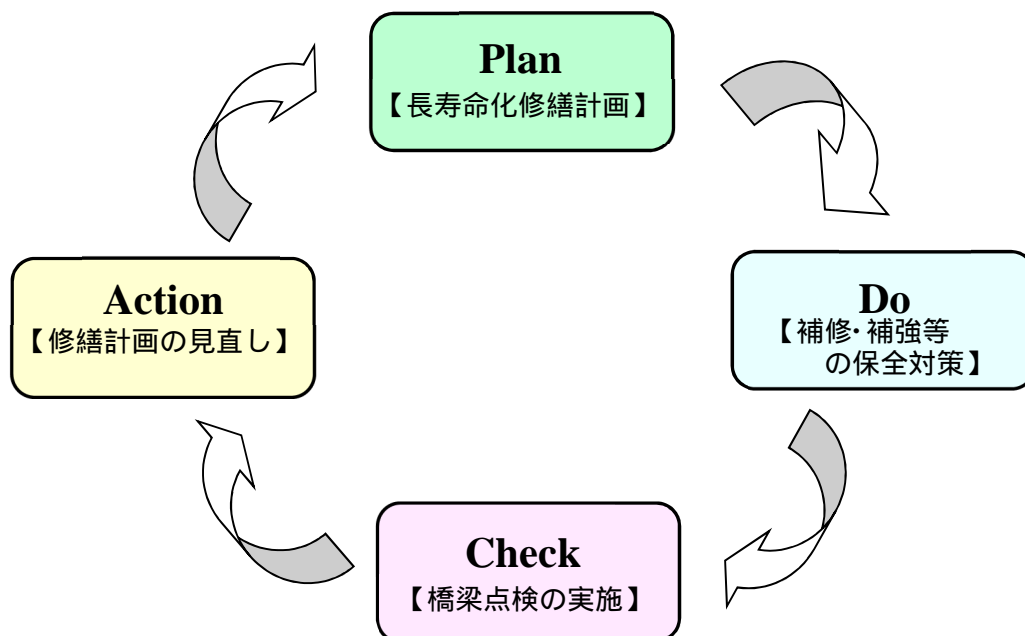 Plan
【長寿命化修繕計画】
Action
【修繕計画の見直し】
Do
【補修・補強等
の保全対策】
Check
【橋梁点検の実施】